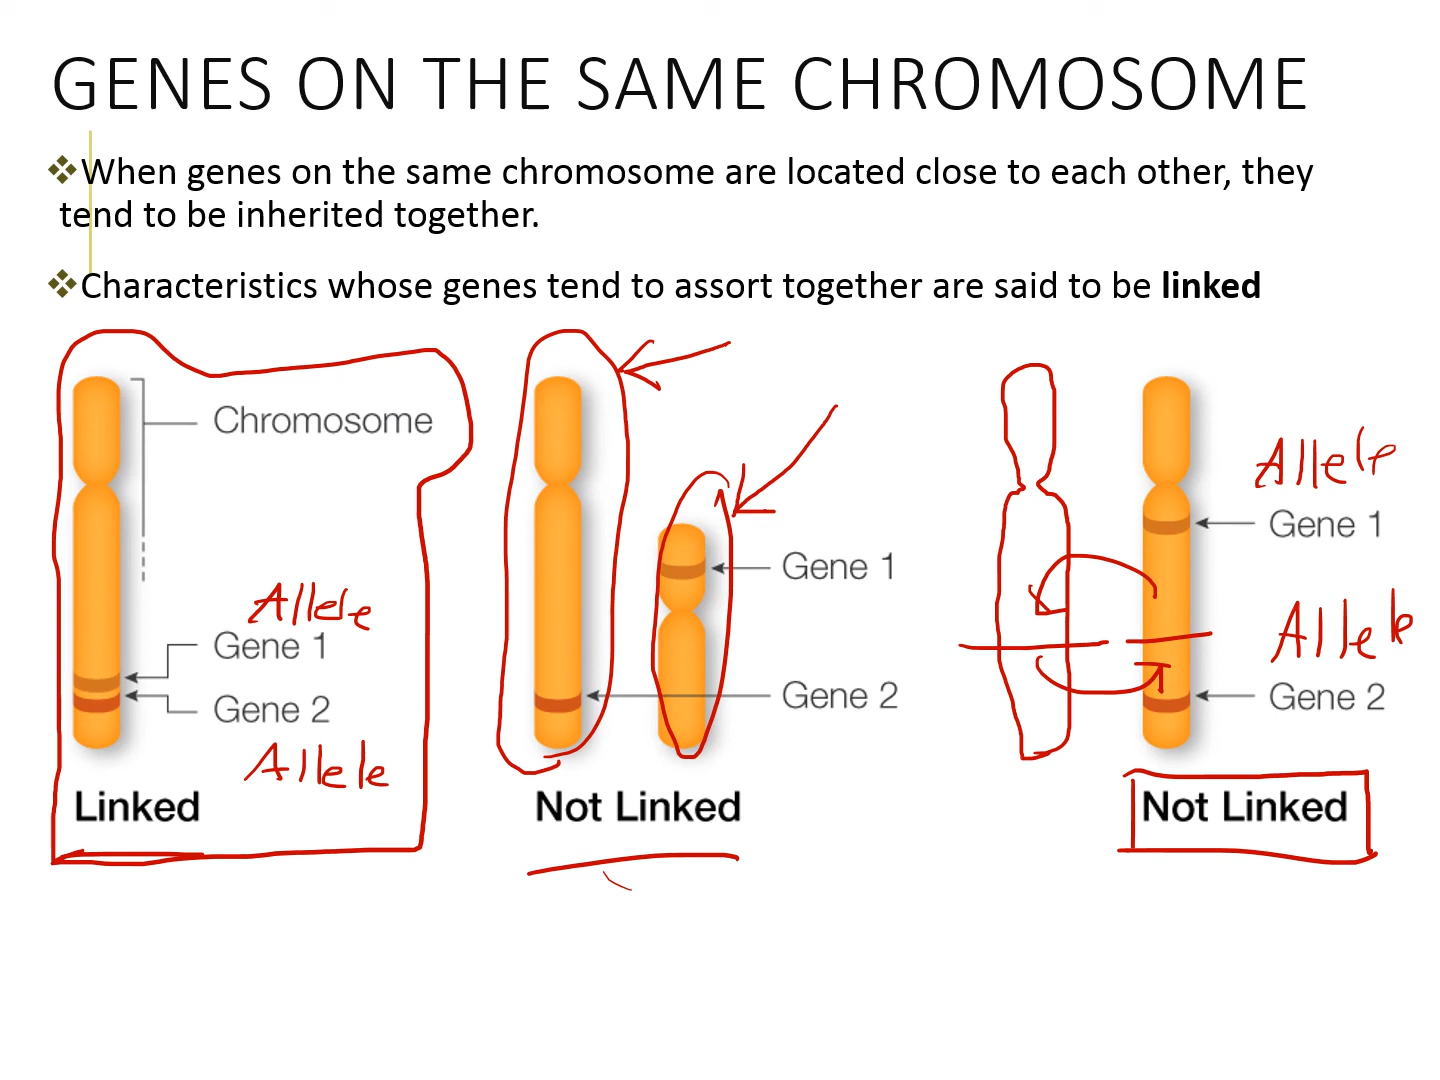 GENES ON THE SAME CHROMOSOME
❖When genes on the same chromosome are located close to each other, they
tend to be inherited together.
❖Characteristics whose genes tend to assort together are said to be linked
Chromosome
Allele
Gene 1
Gene 2
Allele
Linked
Gene 1
Gene 2
Not Linked
Allele
Gene 1
Allele
Gene 2
Not Linked